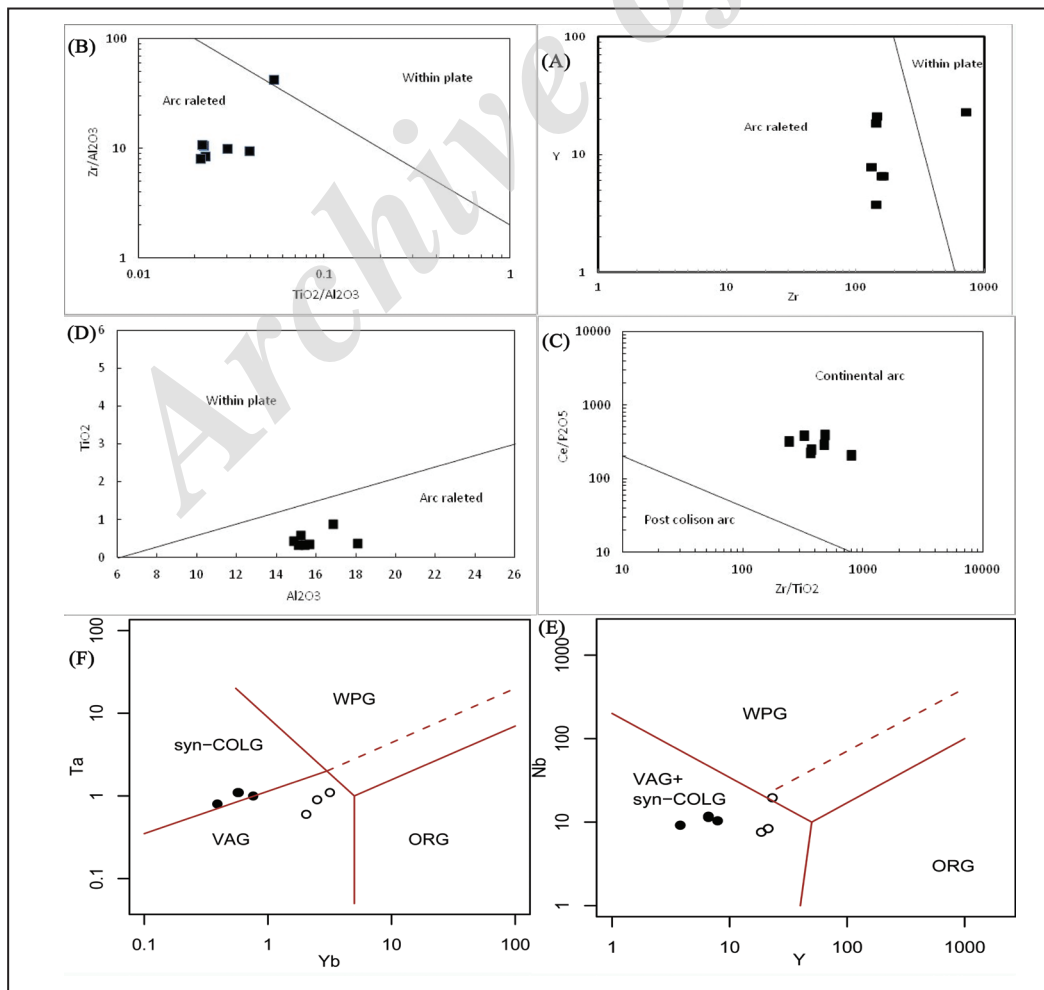 (B)
100
10
1
0.01
0.1
1
Zr/Al2O3
TiO2/Al2O3
Arc raleted
Within plate
(A)
100
10
1
1
10
100
1000
Y
Zr
Arc raleted
Within plate
(D)
6
5
4
3
2
1
0
6
8
10
12
14
16
18
20
22
24
26
TiO2
Al2O3
Within plate
Arc raleted
(C)
10000
1000
100
10
10
100
1000
10000
Ce/P2O5
Zr/TiO2
Continental arc
Post colison arc
(F)
100
10
1
0.1
0.1
1
10
100
Ta
Yb
WPG
syn-COLG
VAG
ORG
(E)
1000
100
10
1
1
10
100
1000
Nb
Y
WPG
VAG+
syn-COLG
ORG
Archive of